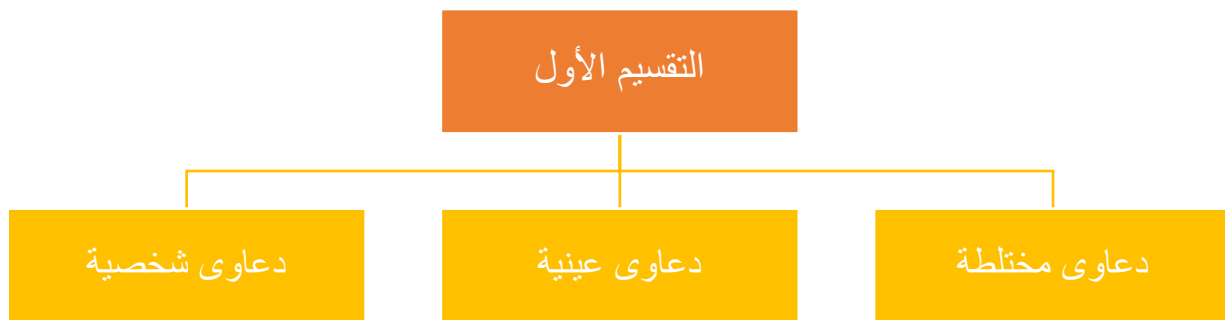 التقسيم الأول
دعاوى مختلطة
دعاوى عينية
دعاوى شخصية